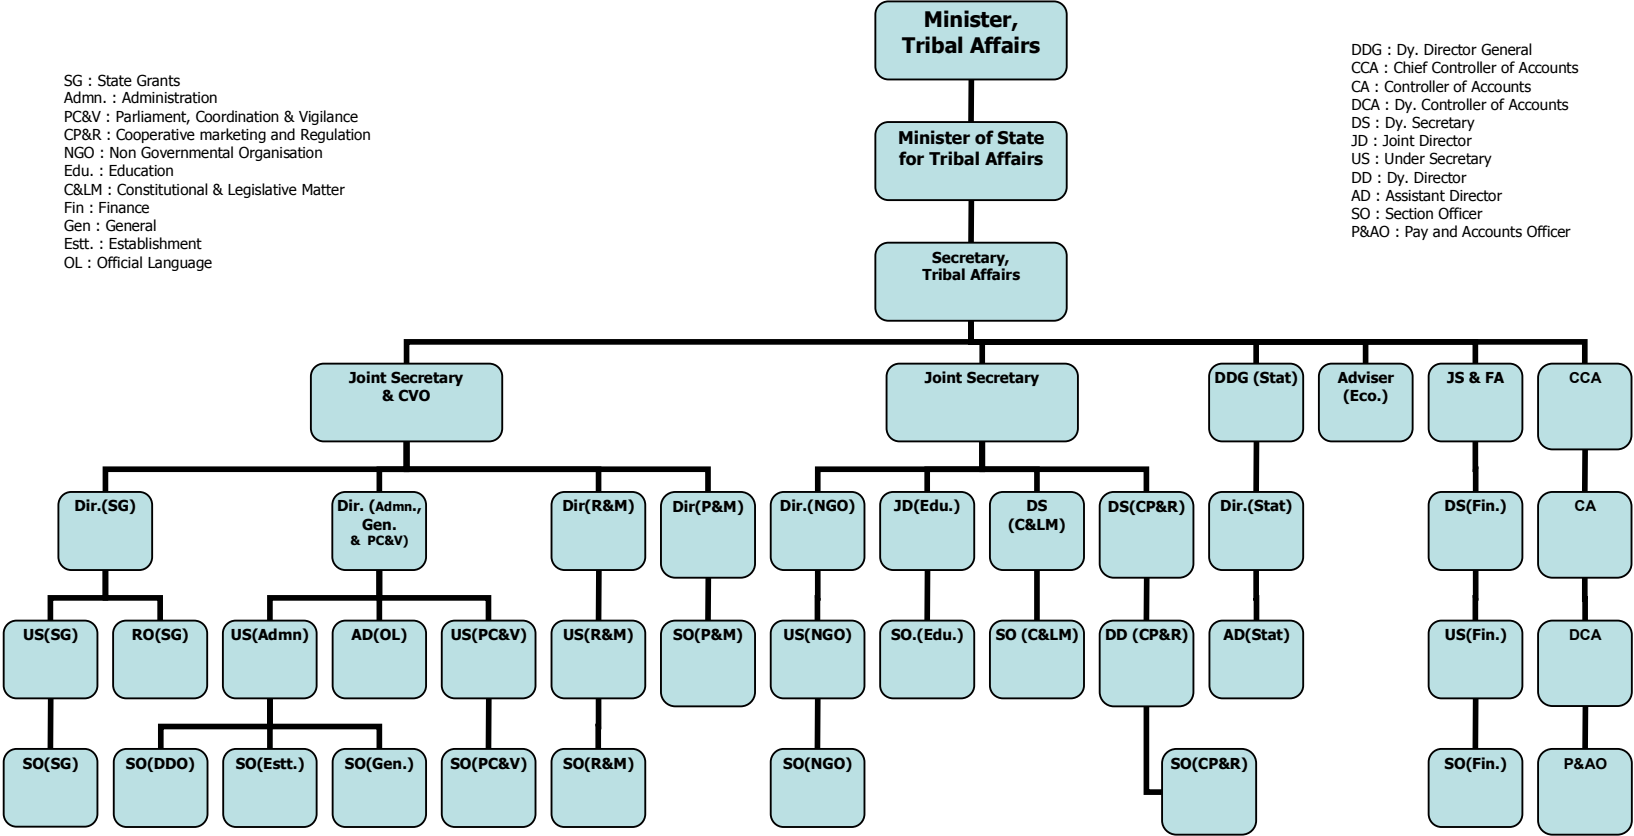 Minister,
Tribal Affairs
SG : State Grants
Admn. : Administration
PC&V : Parliament, Coordination & Vigilance
CP&R : Cooperative marketing and Regulation
NGO : Non Governmental Organisation
Edu. : Education
C&LM : Constitutional & Legislative Matter
Fin : Finance
Gen : General
Estt. : Establishment
OL : Official Language
DDG : Dy. Director General
CCA : Chief Controller of Accounts
CA : Controller of Accounts
DCA : Dy. Controller of Accounts
DS : Dy. Secretary
JD : Joint Director
US : Under Secretary
DD : Dy. Director
AD : Assistant Director
SO : Section Officer
P&AO : Pay and Accounts Officer
Minister of State
for Tribal Affairs
Secretary,
Tribal Affairs
Joint Secretary
& CVO
Joint Secretary
DDG (Stat)
Adviser
(Eco.)
JS & FA
CCA
Dir.(SG)
Dir. (Admn.,
Gen.
& PC&V)
Dir(R&M)
Dir(P&M)
Dir.(NGO)
JD(Edu.)
DS
(C&LM)
DS(CP&R)
Dir.(Stat)
DS(Fin.)
CA
US(SG)
RO(SG)
US(Admn)
AD(OL)
US(PC&V)
US(R&M)
SO(P&M)
US(NGO)
SO.(Edu.)
SO (C&LM)
DD (CP&R)
AD(Stat)
US(Fin.)
DCA
SO(SG)
SO(DDO)
SO(Estt.)
SO(Gen.)
SO(PC&V)
SO(R&M)
SO(NGO)
SO(CP&R)
SO(Fin.)
P&AO